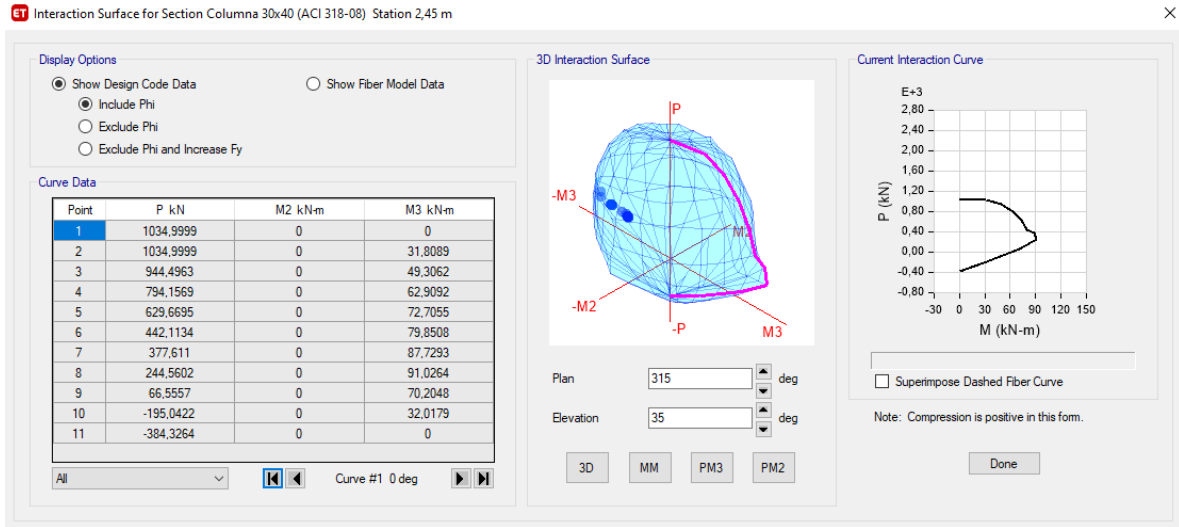 ET Interaction Surface for Section Columna 30x40 (ACI 318-08) Station 2,45 m
Display Options
Show Design Code Data Show Fiber Model Data
Include Phi
Exclude Phi
Exclude Phi and Increase Fy
Curve Data
Point P kN M2 kN-m M3 kN-m
1 1034,9999 0 0
2 1034,9999 0 31,8089
3 944,4963 0 49,3062
4 794,1569 0 62,9092
5 629,6695 0 72,7055
6 442,1134 0 79,8508
7 377,611 0 87,7293
8 244,5602 0 91,0264
9 66,5557 0 70,2048
10 -195,0422 0 32,0179
11 -384,3264 0 0
All Curve #1 0 deg
3D Interaction Surface
P
-M3
M2
-M2
-P
M3
Plan 315 deg
Elevation 35 deg
3D MM PM3 PM2
Current Interaction Curve
E+3
2,80
2,40
2,00
1,60
1,20
0,80
0,40
0,00
-0,40
-0,80
P (kN)
-30 0 30 60 90 120 150
M (kN-m)
Superimpose Dashed Fiber Curve
Note: Compression is positive in this form.
Done